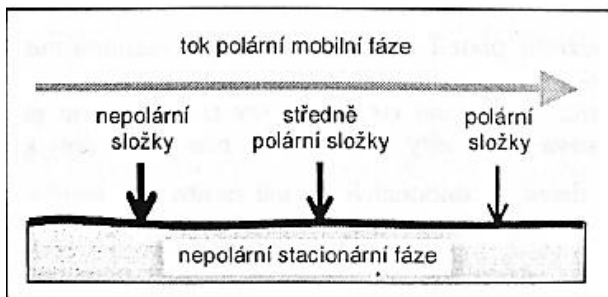 tok polární mobilní fáze
nepolární
složky
středně
polární složky
polární
složky
nepolární stacionární fáze